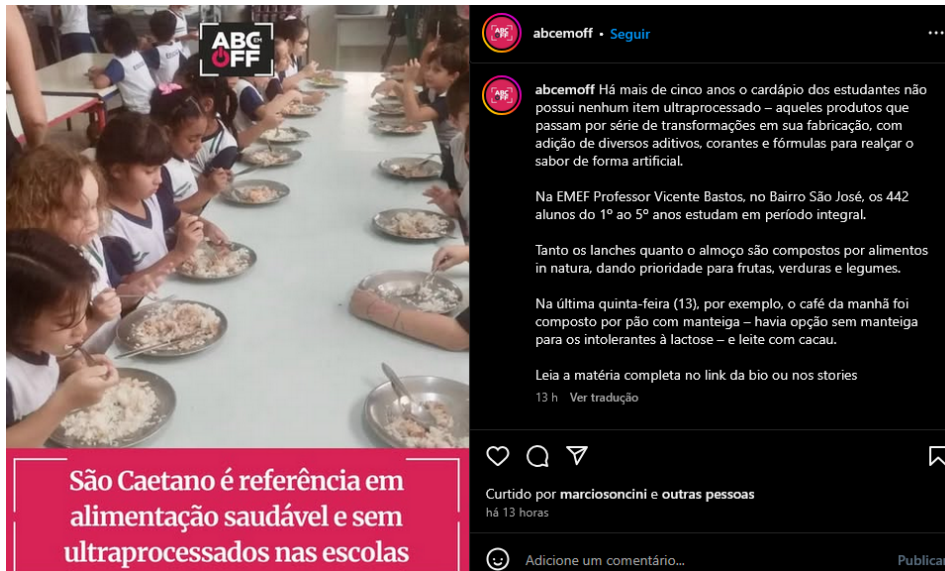 ABC EM
OFF
São Caetano é referência em
alimentação saudável e sem
ultraprocessados nas escolas
abcemoff • Seguir
abcemoff Há mais de cinco anos o cardápio dos estudantes não
possui nenhum item ultraprocessado – aqueles produtos que
passam por série de transformações em sua fabricação, com
adição de diversos aditivos, corantes e fórmulas para realçar o
sabor de forma artificial.
Na EMEF Professor Vicente Bastos, no Bairro São José, os 442
alunos do 1º ao 5º anos estudam em período integral.
Tanto os lanches quanto o almoço são compostos por alimentos
in natura, dando prioridade para frutas, verduras e legumes.
Na última quinta-feira (13), por exemplo, o café da manhã foi
composto por pão com manteiga – havia opção sem manteiga
para os intolerantes à lactose – e leite com cacau.
Leia a matéria completa no link da bio ou nos stories
13 h Ver tradução
Curtido por marciosoncini e outras pessoas
há 13 horas
Adicione um comentário...
Publicar